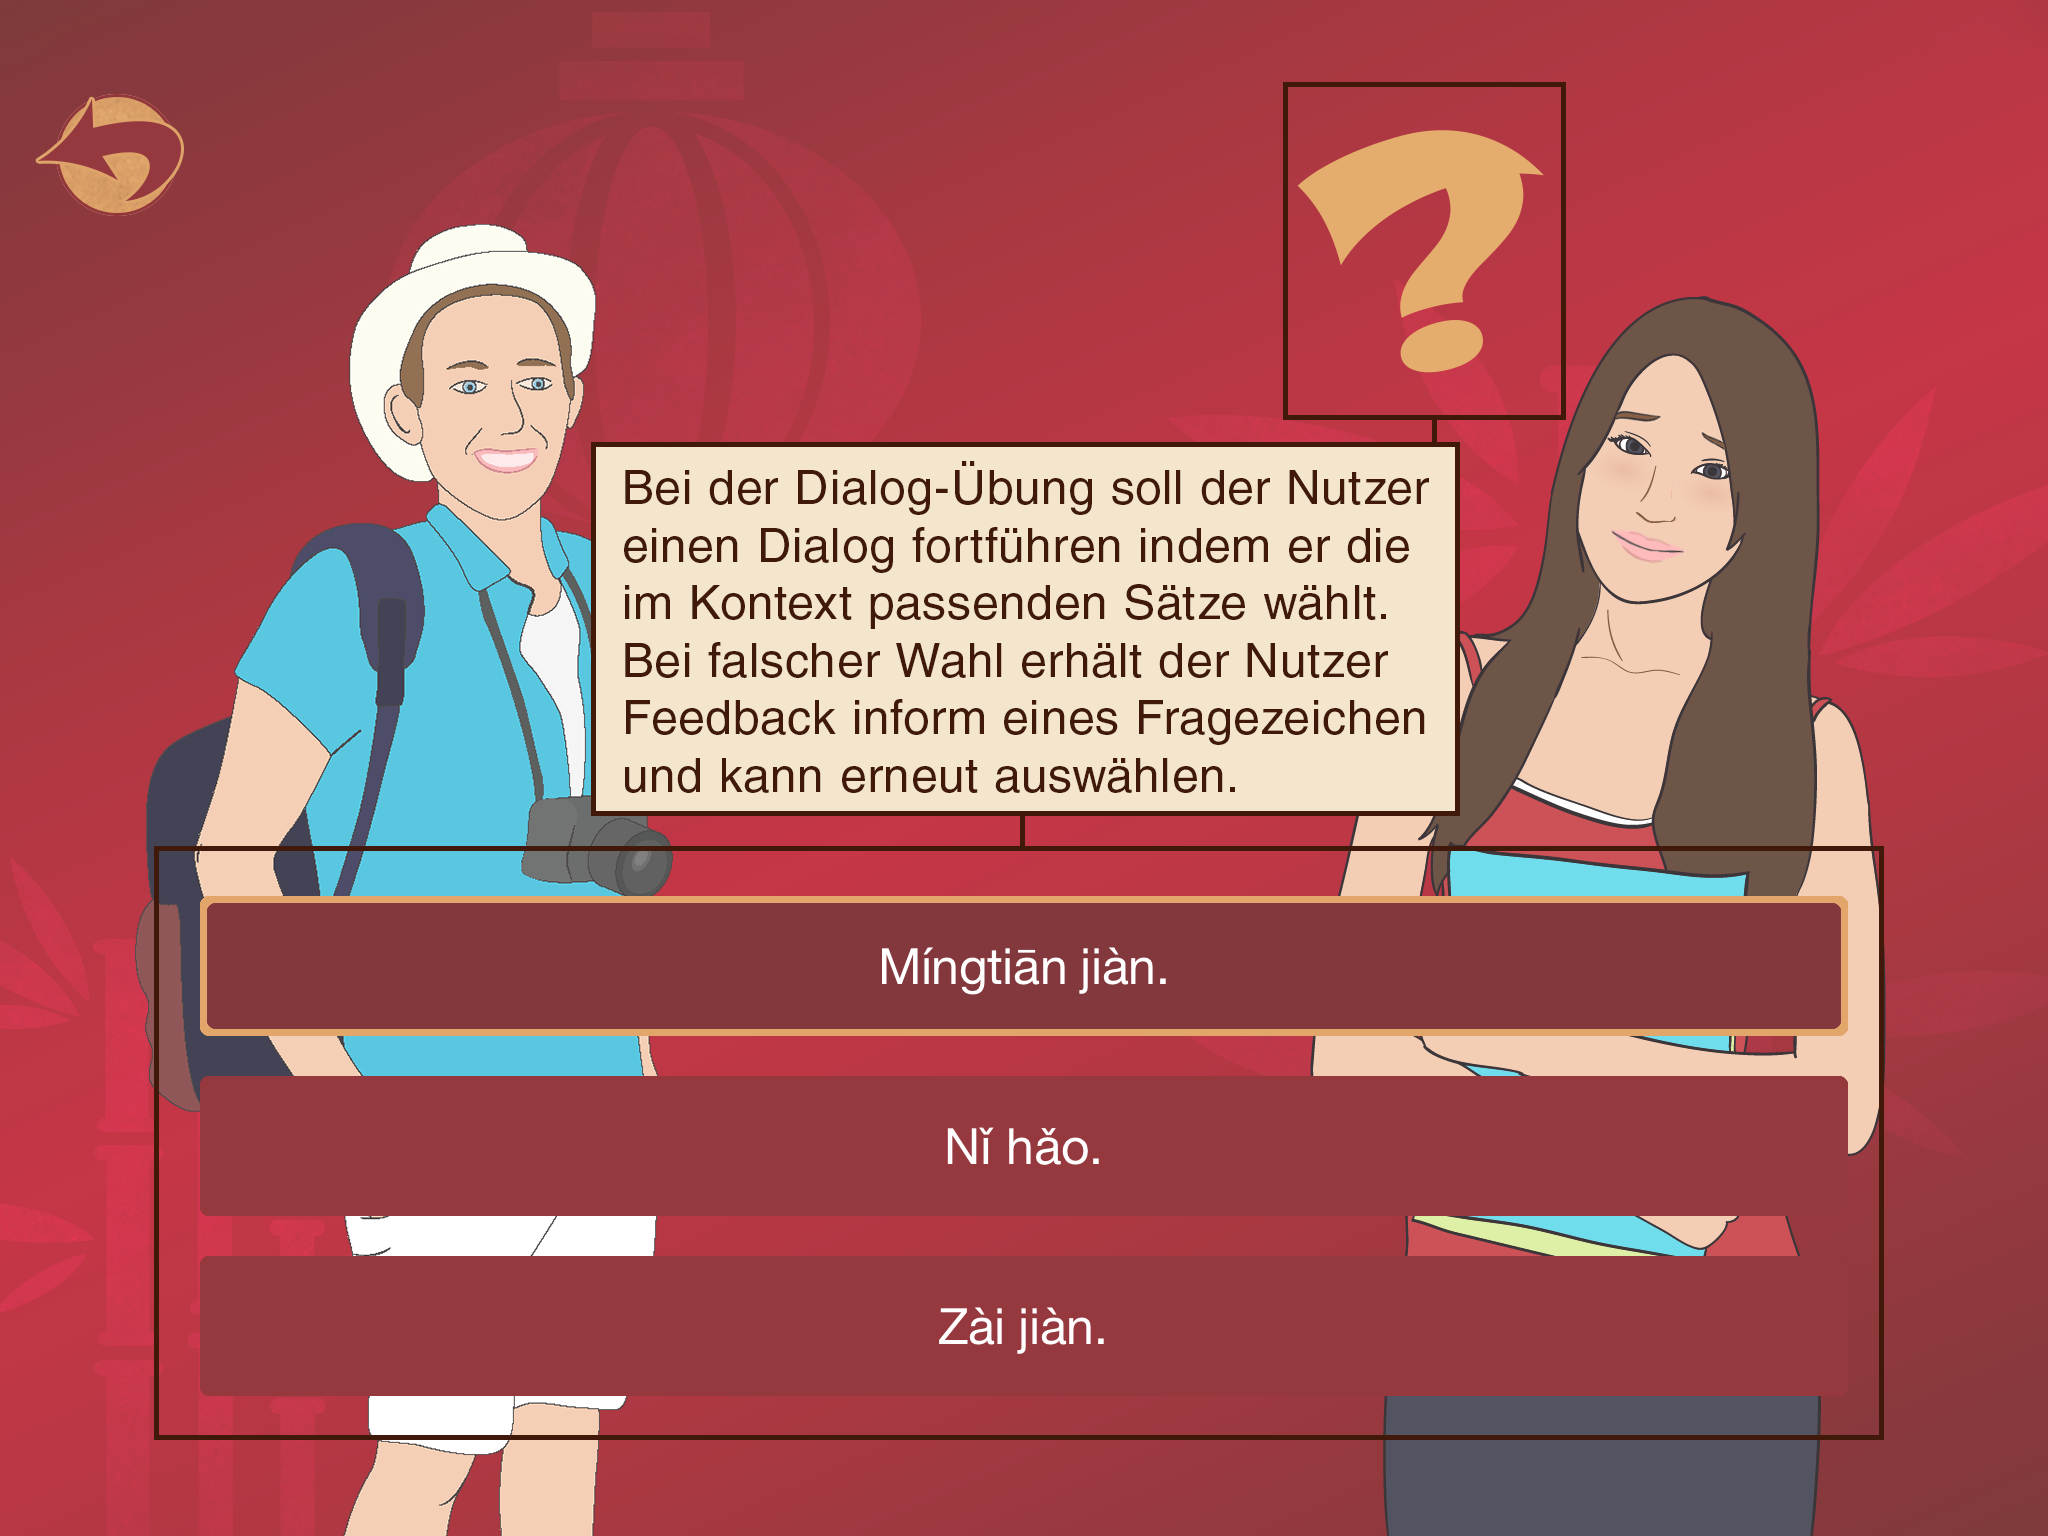 ?
Bei der Dialog-Übung soll der Nutzer
einen Dialog fortführen indem er die
im Kontext passenden Sätze wählt.
Bei falscher Wahl erhält der Nutzer
Feedback inform eines Fragezeichen
und kann erneut auswählen.
Míngtiān jiàn.
Nǐ hǎo.
Zài jiàn.